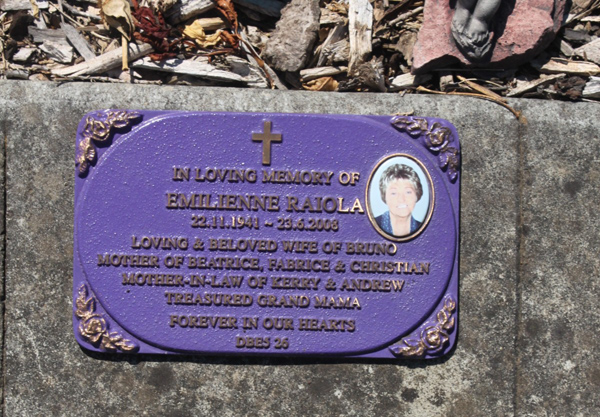 IN LOVING MEMORY OF
EMILIENNE RAIOLA
22.11.1941 ~ 23.6.2008
LOVING & BELOVED WIFE OF BRUNO
MOTHER OF BEATRICE, FABRICE & CHRISTIAN
MOTHER-IN-LAW OF KERRY & ANDREW
TREASURED GRAND MAMA
FOREVER IN OUR HEARTS
DBES 26